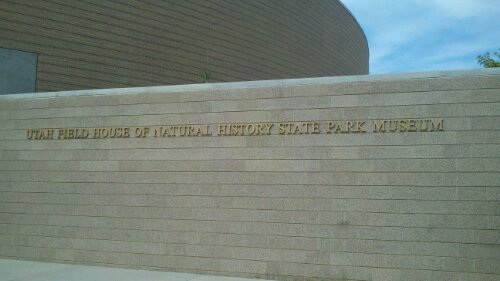 UTAH FIELD HOUSE OF NATURAL HISTORY STATE PARK MUSEUM